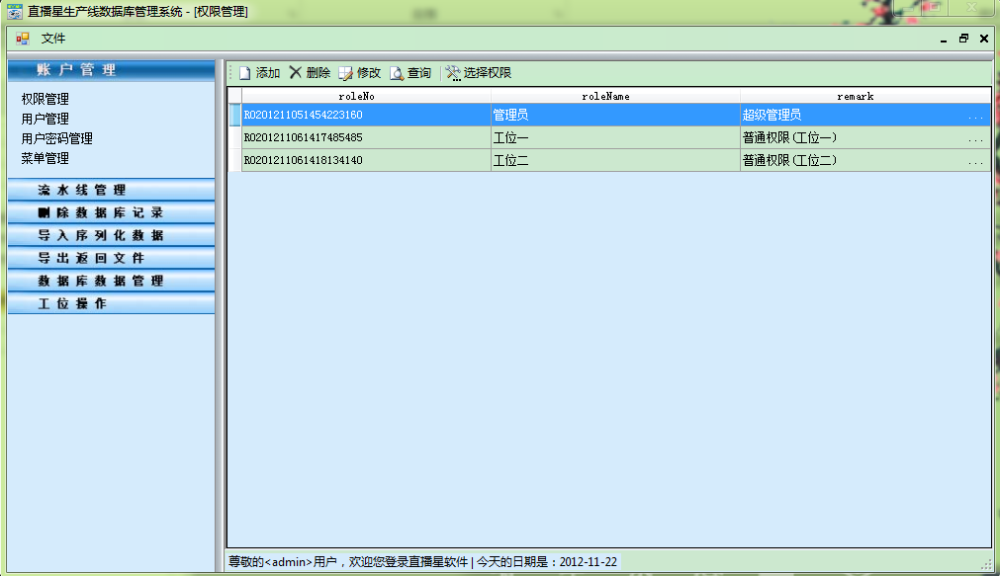 直播星生产线数据库管理系统 - [权限管理]
文件
账户管理
权限管理
用户管理
用户密码管理
菜单管理
流水线管理
删除数据库记录
导入序列化数据
导出返回文件
数据库数据管理
工位操作
添加 删除 修改 查询 选择权限
roleNo roleName remark
R0201211051454223160 管理员 超级管理员 ...
R0201211061417485485 工位一 普通权限(工位一) ...
R0201211061418134140 工位二 普通权限(工位二) ...
尊敬的<admin>用户，欢迎您登录直播星软件 | 今天的日期是：2012-11-22